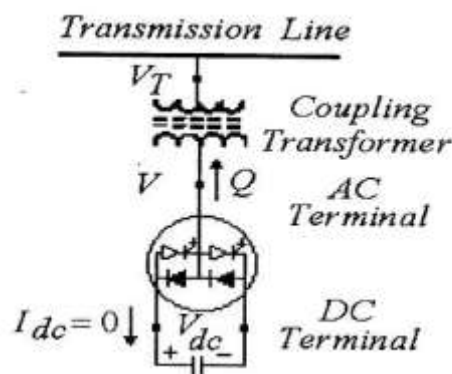 Transmission Line
V_T
Coupling
Transformer
V
Q
AC
Terminal
I_dc = 0
V_dc
+ -
DC
Terminal